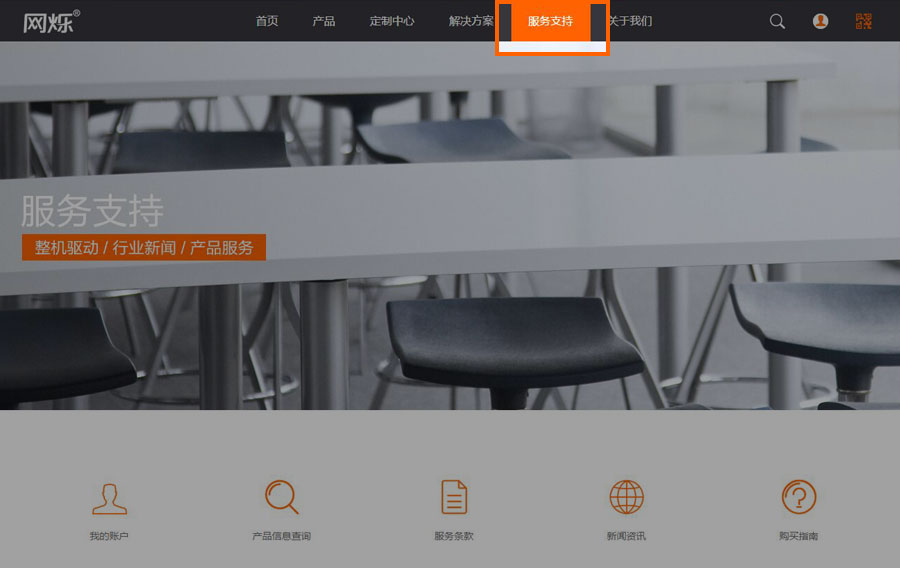 网烁®
首页 产品 定制中心 解决方案 服务支持 关于我们
服务支持
整机驱动 / 行业新闻 / 产品服务
我的账户 产品信息查询 服务条款 新闻资讯 购买指南